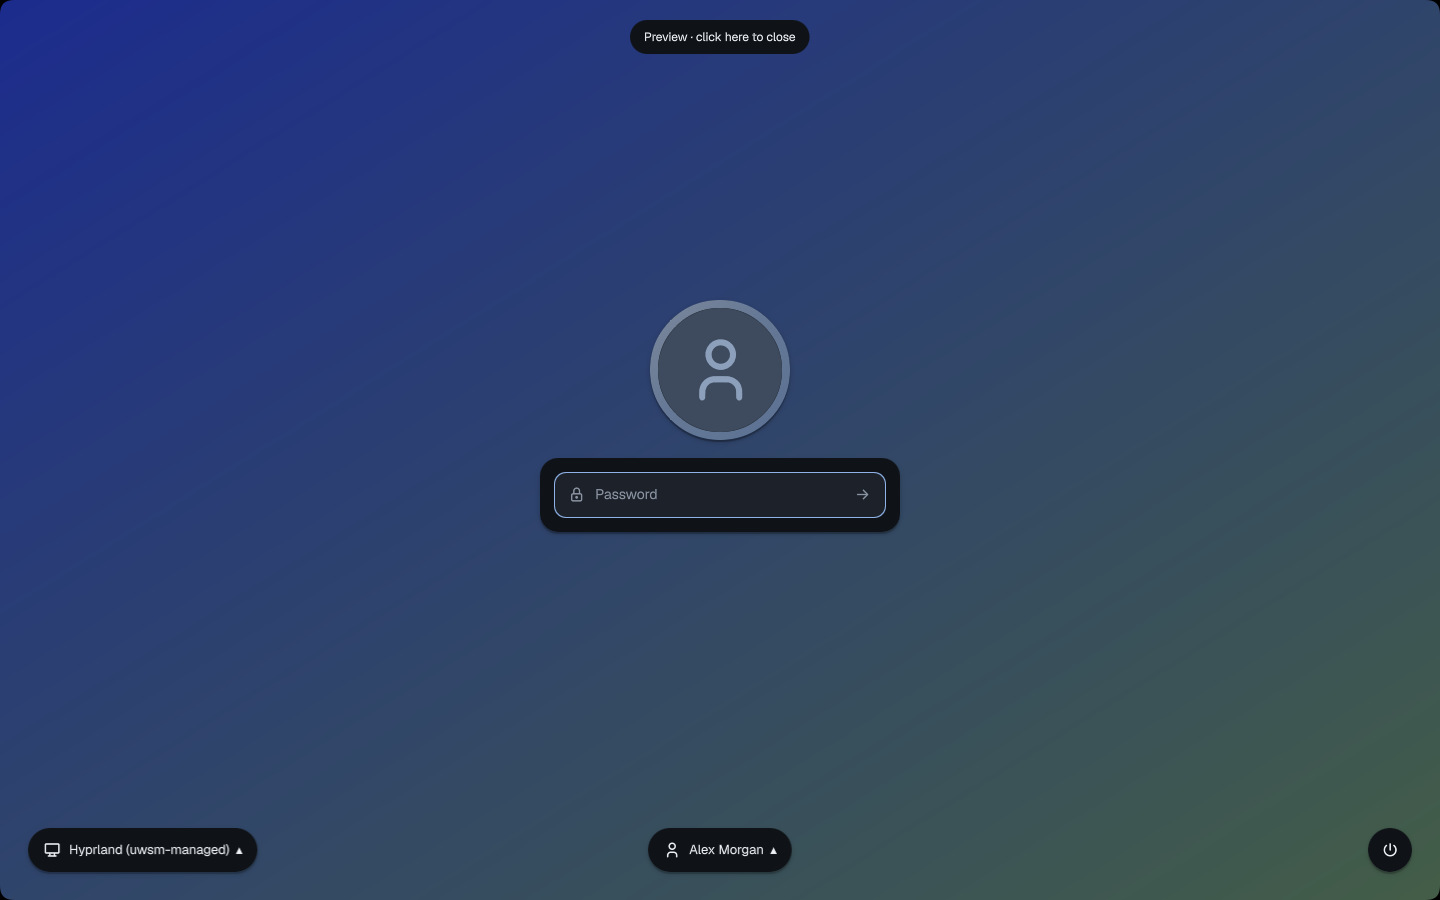 Preview · click here to close
Password
Hyprland (uwsm-managed) ▲
Alex Morgan ▲